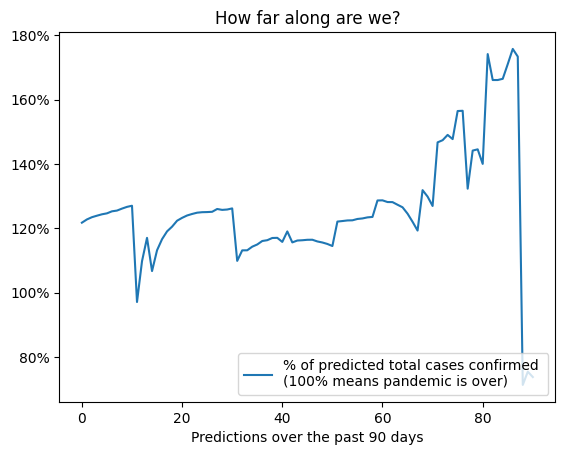 How far along are we?
180%
160%
140%
120%
100%
80%
% of predicted total cases confirmed
(100% means pandemic is over)
0 20 40 60 80
Predictions over the past 90 days